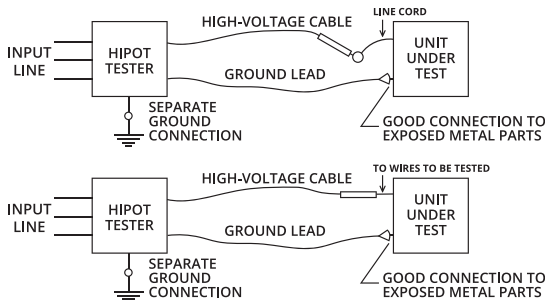 HIGH-VOLTAGE CABLE
LINE CORD
INPUT
LINE
HIPOT
TESTER
UNIT
UNDER
TEST
GROUND LEAD
SEPARATE
GROUND
CONNECTION
GOOD CONNECTION TO
EXPOSED METAL PARTS
HIGH-VOLTAGE CABLE
TO WIRES TO BE TESTED
INPUT
LINE
HIPOT
TESTER
UNIT
UNDER
TEST
GROUND LEAD
SEPARATE
GROUND
CONNECTION
GOOD CONNECTION TO
EXPOSED METAL PARTS